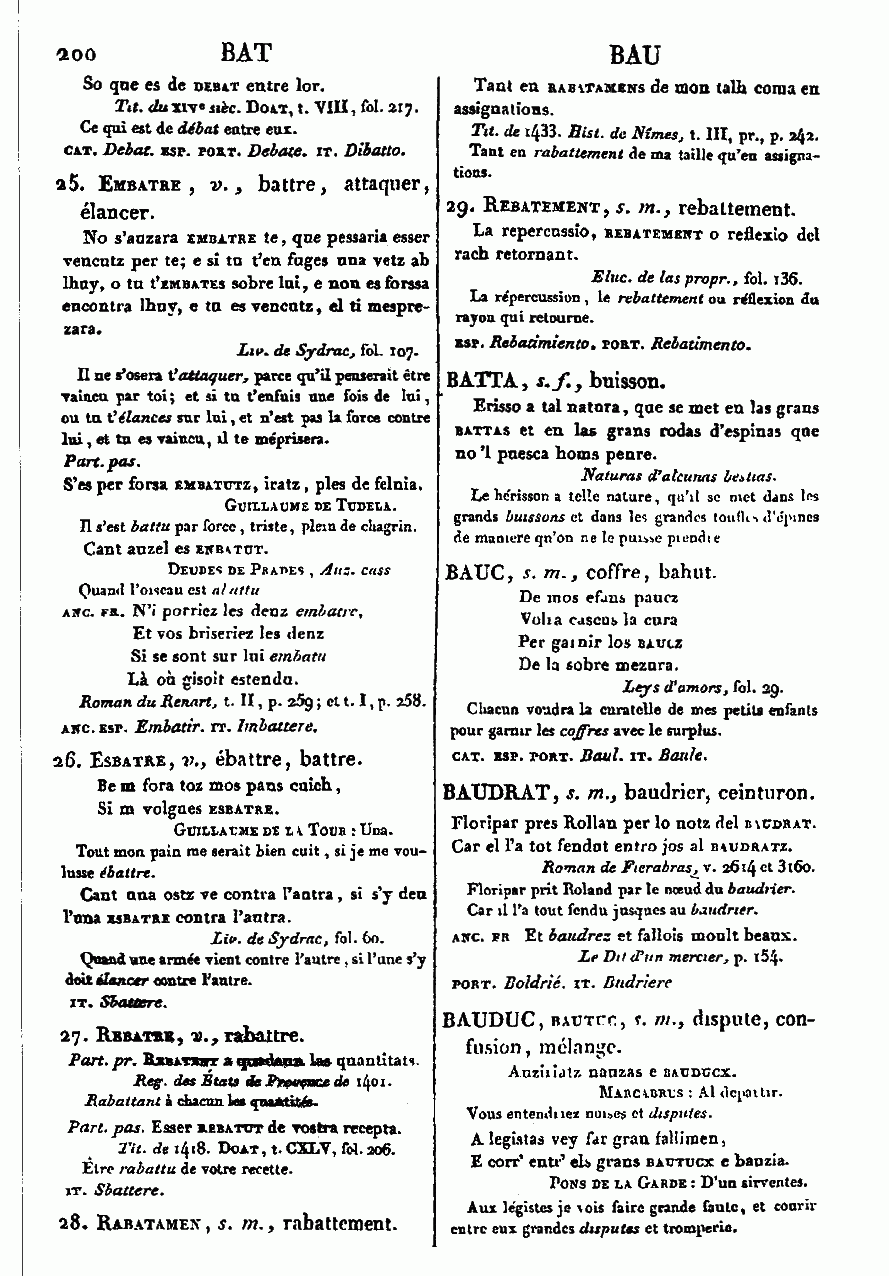 200 BAT BAU
So que es de DEBAT entre lor.
Tit. du XIVe sièc. DOAT, t. VIII, fol. 217.
Ce qui est de débat entre eux.
CAT. Debat. ESP. PORT. Debate. IT. Dibatto.
25. EMBATRE, v., battre, attaquer,
élancer.
No s'auzara EMBATRE te, que pessaria esser
vencutz per te; e si tu t'en fuges una vetz ab
lhuy, o tu t'EMBATES sobre lui, e non es forssa
encontra lhuy, e tu es vencutz, el ti mespre-
zara.
Liv. de Sydrac, fol. 107.
Il ne s'osera t'attaquer, parce qu'il penserait être
vaincu par toi; et si tu t'enfuis une fois de lui,
ou tu t'élances sur lui, et n'est pas la force contre
lui, et tu es vaincu, il te méprisera.
Part. pas.
S'es per forsa EMBATUTZ, iratz, ples de felnia.
GUILLAUME DE TUDELA.
Il s'est battu par force, triste, plein de chagrin.
Cant auzel es ENBATUT.
DEUDES DE PRADES, Auz. cass
Quand l'oiseau est abattu
ANC. FR. N'i porriez les denz embatre,
Et vos briseriez les denz
Si se sont sur lui embatu
Là où gisoit estendu.
Roman du Renart, t. II, p. 259; et t. I, p. 258.
ANC. ESP. Embatir. IT. Imbattere.
26. ESBATRE, v., ébattre, battre.
Be m fora toz mos pans cuich,
Si m volgues ESBATRE.
GUILLAUME DE LA TOUR : Una.
Tout mon pain me serait bien cuit, si je me vou-
lusse ébattre.
Cant una ostz ve contra l'autra, si s'y deu
l'una ESBATRE contra l'autra.
Liv. de Sydrac, fol. 60.
Quand une armée vient contre l'autre, si l'une s'y
doit élancer contre l'autre.
IT. Sbattere.
27. REBATRE, v., rabattre.
Part. pr. REBATENT a quadana las quantitats.
Reg. des États de Provence de 1401.
Rabattant à chacun les quantités.
Part. pas. Esser REBATUT de vostra recepta.
Tit. de 1418. DOAT, t. CXLV, fol. 206.
Être rabattu de votre recette.
IT. Sbattere.
28. RABATAMEN, s. m., rabattement.
Tant en RABATAMENS de mon talh coma en
assignations.
Tit. de 1433. Hist. de Nîmes, t. III, pr., p. 242.
Tant en rabattement de ma taille qu'en assigna-
tions.
29. REBATEMENT, s. m., rebattement.
La repercussio, REBATEMENT o reflexio del
rach retornant.
Eluc. de las propr., fol. 136.
La répercussion, le rebattement ou réflexion du
rayon qui retourne.
ESP. Rebatimiento. PORT. Rebatimento.
BATTA, s. f., buisson.
Erisso a tal natura, que se met en las grans
BATTAS et en las grans rodas d'espinas que
no 'l puesca homs penre.
Naturas d'alcunas bestias.
Le hérisson a telle nature, qu'il se met dans les
grands buissons et dans les grandes touffes d'épines
de maniere qu'on ne le puisse prendre
BAUC, s. m., coffre, bahut.
De mos efans paucz
Volra cascus la cura
Per garnir los BAUCZ
De la sobre mezura.
Leys d'amors, fol. 29.
Chacun voudra la curatelle de mes petits enfants
pour garnir les coffres avec le surplus.
CAT. ESP. PORT. Baul. IT. Baule.
BAUDRAT, s. m., baudrier, ceinturon.
Floripar pres Rollan per lo notz del BAUDRAT.
Car el l'a tot fendut entro jos al BAUDRATZ.
Roman de Fierabras, v. 2614 et 3160.
Floripar prit Roland par le nœud du baudrier.
Car il l'a tout fendu jusques au baudrier.
ANC. FR Et baudrez et fallois moult beaux.
Le Dit d'un mercier, p. 154.
PORT. Boldrié. IT. Budriere
BAUDUC, BAUTUC, s. m., dispute, con-
fusion, mélange.
Auziriatz nauzas e BAUDUCX.
MARCABRUS : Al departir.
Vous entendriez noises et disputes.
A legistas vey far gran fallimen,
E corr' entr' els grans BAUTUCX e bauzia.
PONS DE LA GARDE : D'un sirventes.
Aux légistes je vois faire grande faute, et courir
entre eux grandes disputes et tromperie.